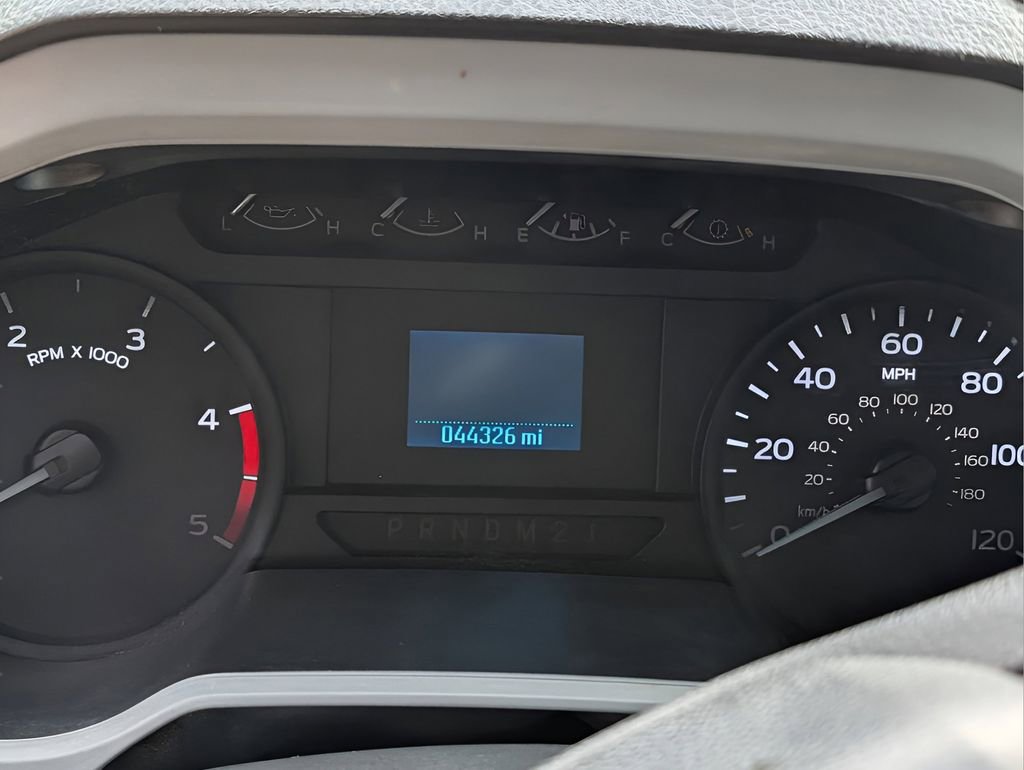 L H C H E F C H
2 3
RPM X 1000
4
5
044326 mi
P R N D M 2 1
0 20 40 60 80 100 120
MPH
20 40 60 80 100 120 140 160 180
km/h